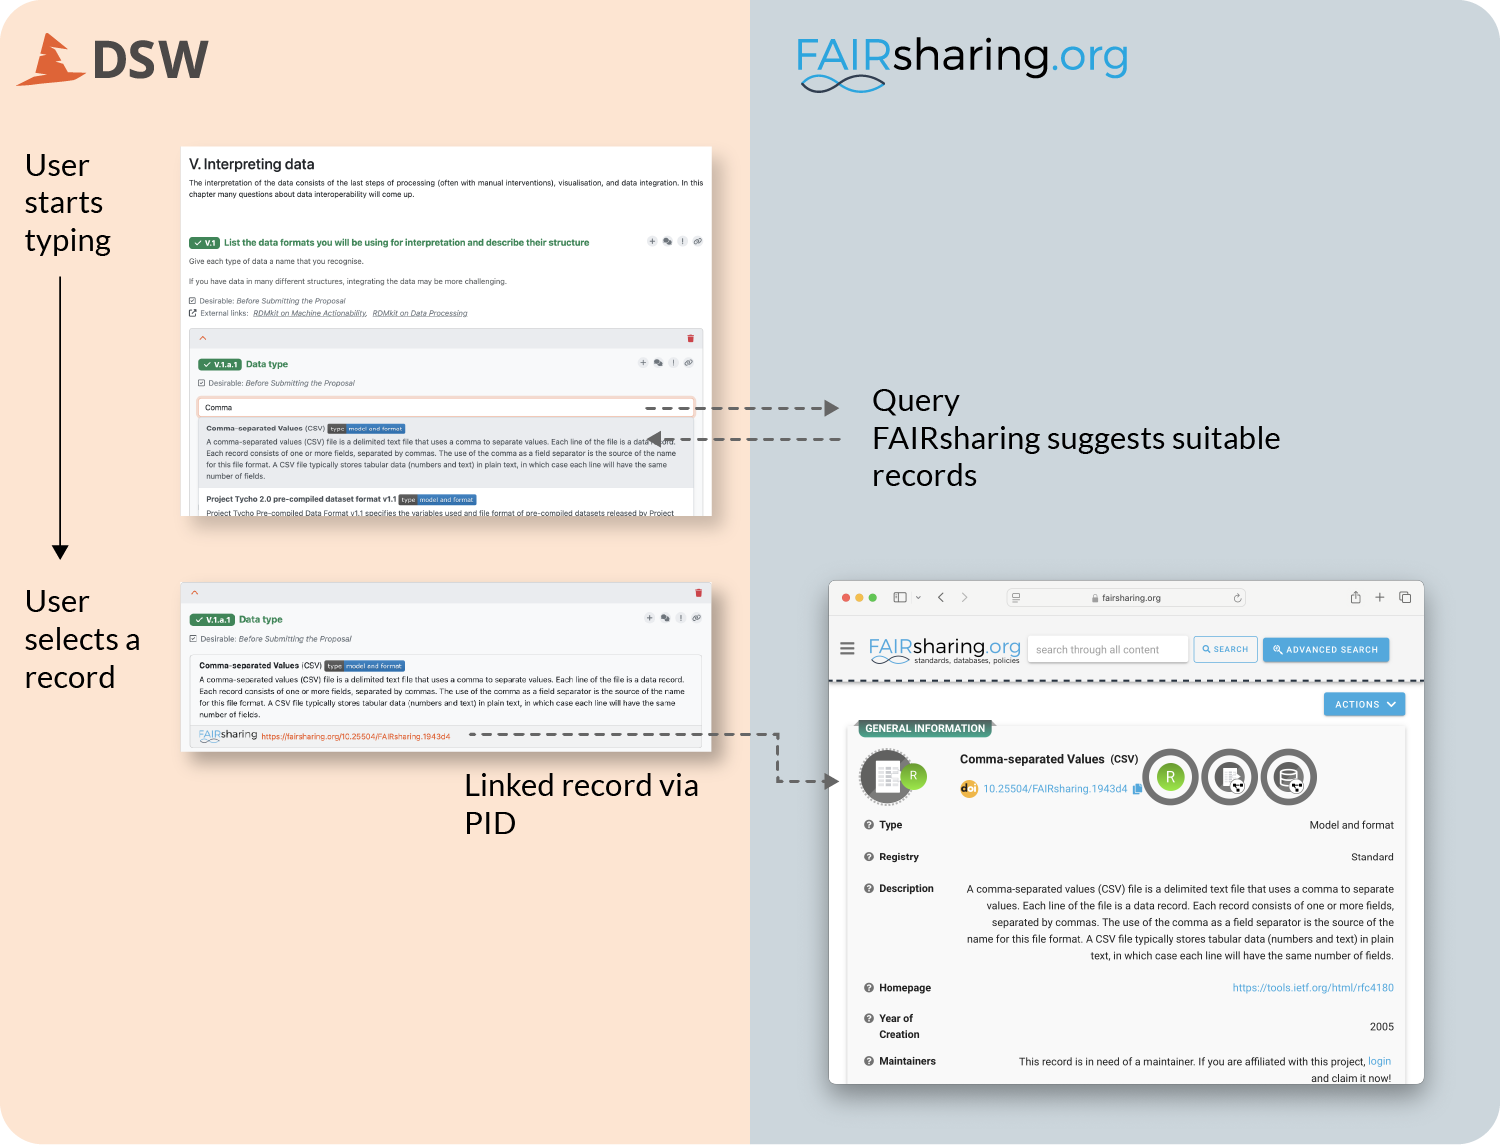 DSW
FAIRsharing.org
User
starts
typing
V. Interpreting data
The interpretation of the data consists of the last steps of processing (often with manual interventions), visualisation, and data integration. In this
chapter many questions about data interoperability will come up.
V.1 List the data formats you will be using for interpretation and describe their structure
Give each type of data a name that you recognise.
If you have data in many different structures, integrating the data may be more challenging.
Desirable: Before Submitting the Proposal
External links: RDMkit on Machine Actionability, RDMkit on Data Processing
V.1.a.1 Data type
Desirable: Before Submitting the Proposal
Comma
Comma-separated Values (CSV) type model and format
A comma-separated values (CSV) file is a delimited text file that uses a comma to separate values. Each line of the file is a data record.
Each record consists of one or more fields, separated by commas. The use of the comma as a field separator is the source of the name
for this file format. A CSV file typically stores tabular data (numbers and text) in plain text, in which case each line will have the same
number of fields.
Project Tycho 2.0 pre-compiled dataset format v1.1 type model and format
Project Tycho Pre-compiled Data Format v1.1 specifies the variables used and file format of pre-compiled datasets released by Project
Query
FAIRsharing suggests suitable
records
User
selects a
record
V.1.a.1 Data type
Desirable: Before Submitting the Proposal
Comma-separated Values (CSV) type model and format
A comma-separated values (CSV) file is a delimited text file that uses a comma to separate values. Each line of the file is a data record.
Each record consists of one or more fields, separated by commas. The use of the comma as a field separator is the source of the name
for this file format. A CSV file typically stores tabular data (numbers and text) in plain text, in which case each line will have the same
number of fields.
FAIRsharing https://fairsharing.org/10.25504/FAIRsharing.1943d4
Linked record via
PID
fairsharing.org
FAIRsharing.org
standards, databases, policies
search through all content
SEARCH
ADVANCED SEARCH
ACTIONS
GENERAL INFORMATION
R
Comma-separated Values (CSV)
doi 10.25504/FAIRsharing.1943d4
R
Type Model and format
Registry Standard
Description A comma-separated values (CSV) file is a delimited text file that uses a comma to separate
values. Each line of the file is a data record. Each record consists of one or more fields,
separated by commas. The use of the comma as a field separator is the source of the
name for this file format. A CSV file typically stores tabular data (numbers and text) in plain
text, in which case each line will have the same number of fields.
Homepage https://tools.ietf.org/html/rfc4180
Year of
Creation 2005
Maintainers This record is in need of a maintainer. If you are affiliated with this project, login
and claim it now!